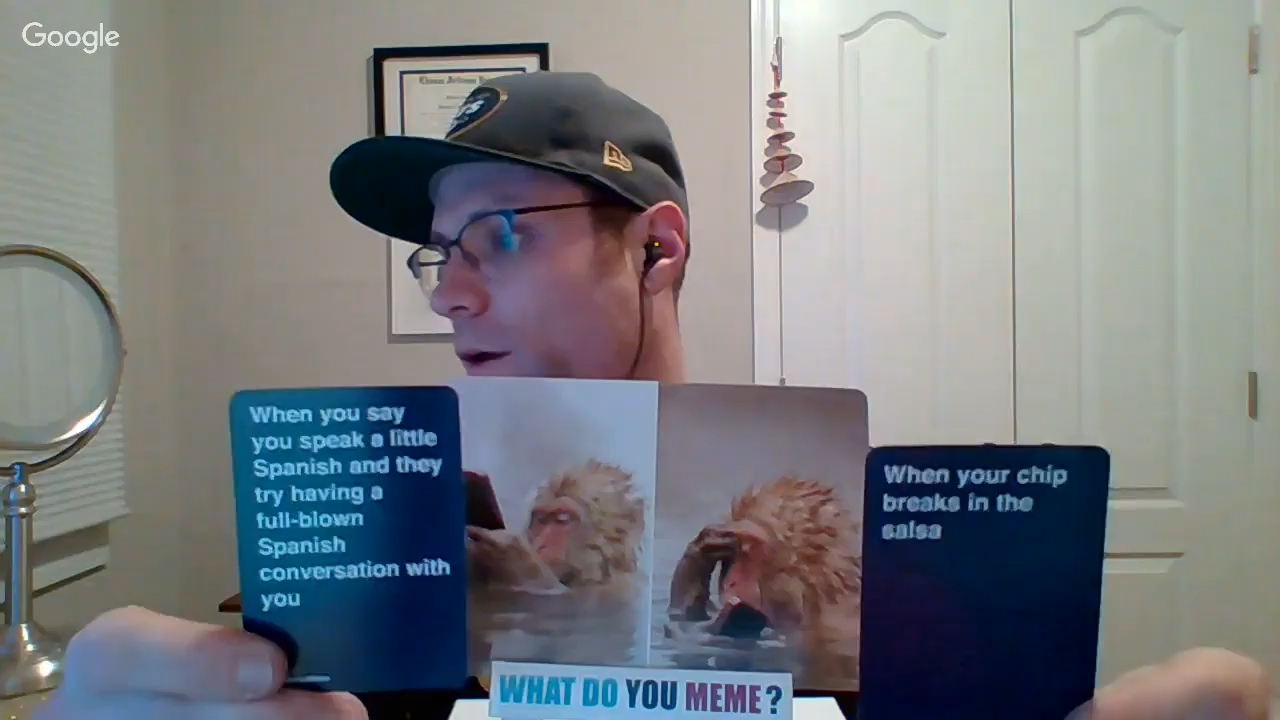 Google
When you say
you speak a little
Spanish and they
try having a
full-blown
Spanish
conversation with
you
When your chip
breaks in the
salsa
WHAT DO YOU MEME?